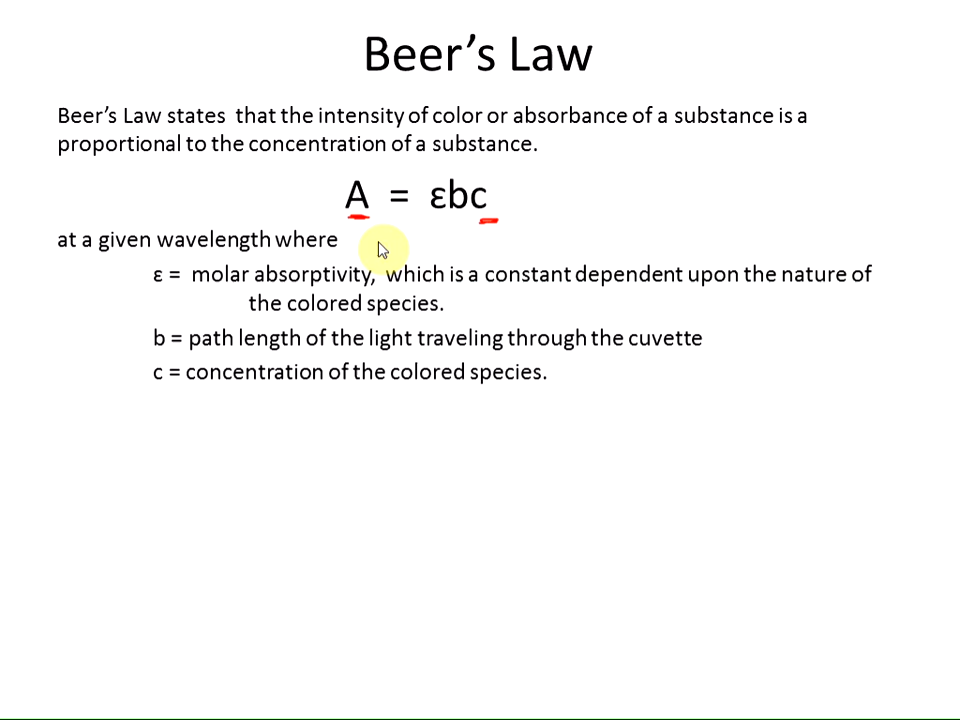 Beer’s Law
Beer’s Law states that the intensity of color or absorbance of a substance is a
proportional to the concentration of a substance.
A = εbc
at a given wavelength where
ε = molar absorptivity, which is a constant dependent upon the nature of
the colored species.
b = path length of the light traveling through the cuvette
c = concentration of the colored species.